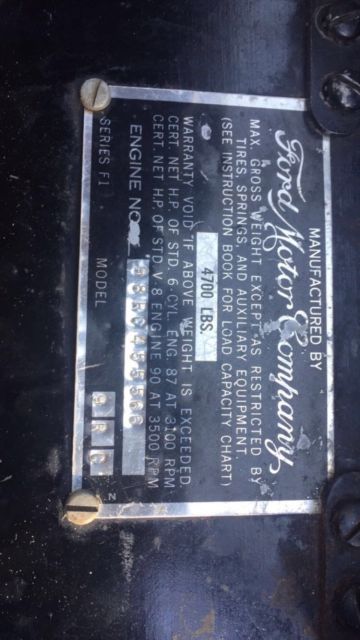 MANUFACTURED BY
Ford Motor Company
MAX. GROSS WEIGHT EXCEPT AS RESTRICTED BY
TIRES, SPRINGS, AND AUXILIARY EQUIPMENT.
(SEE INSTRUCTION BOOK FOR LOAD CAPACITY CHART)
4700 LBS.
WARRANTY VOID IF ABOVE WEIGHT IS EXCEEDED.
CERT. NET H.P. OF STD. 6 CYL. ENG. 87 AT 3100 RPM
CERT. NET H.P. OF STD. V-8 ENGINE 90 AT 3500 RPM
ENGINE NO
SERIES F1 MODEL
N